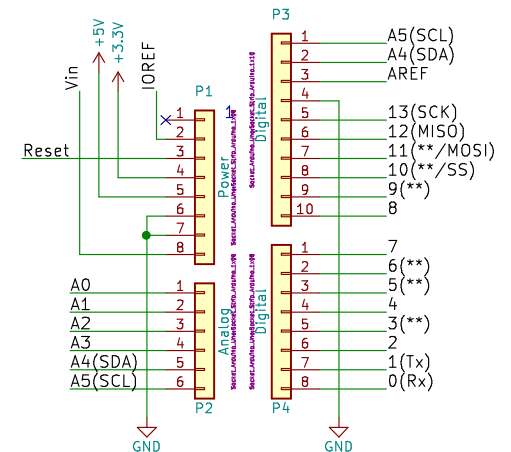 P3
+5V
+3.3V
Vin
IOREF
P1
1
Reset
1
2
3
4
5
6
7
8
Power
1
2
3
4
5
6
7
8
9
10
Digital
A5(SCL)
A4(SDA)
AREF
13(SCK)
12(MISO)
11(**/MOSI)
10(**/SS)
9(**)
8
A0
A1
A2
A3
A4(SDA)
A5(SCL)
1
2
3
4
5
6
Analog
P2
1
2
3
4
5
6
7
8
Digital
7
6(**)
5(**)
4
3(**)
2
1(Tx)
0(Rx)
P4
GND
GND